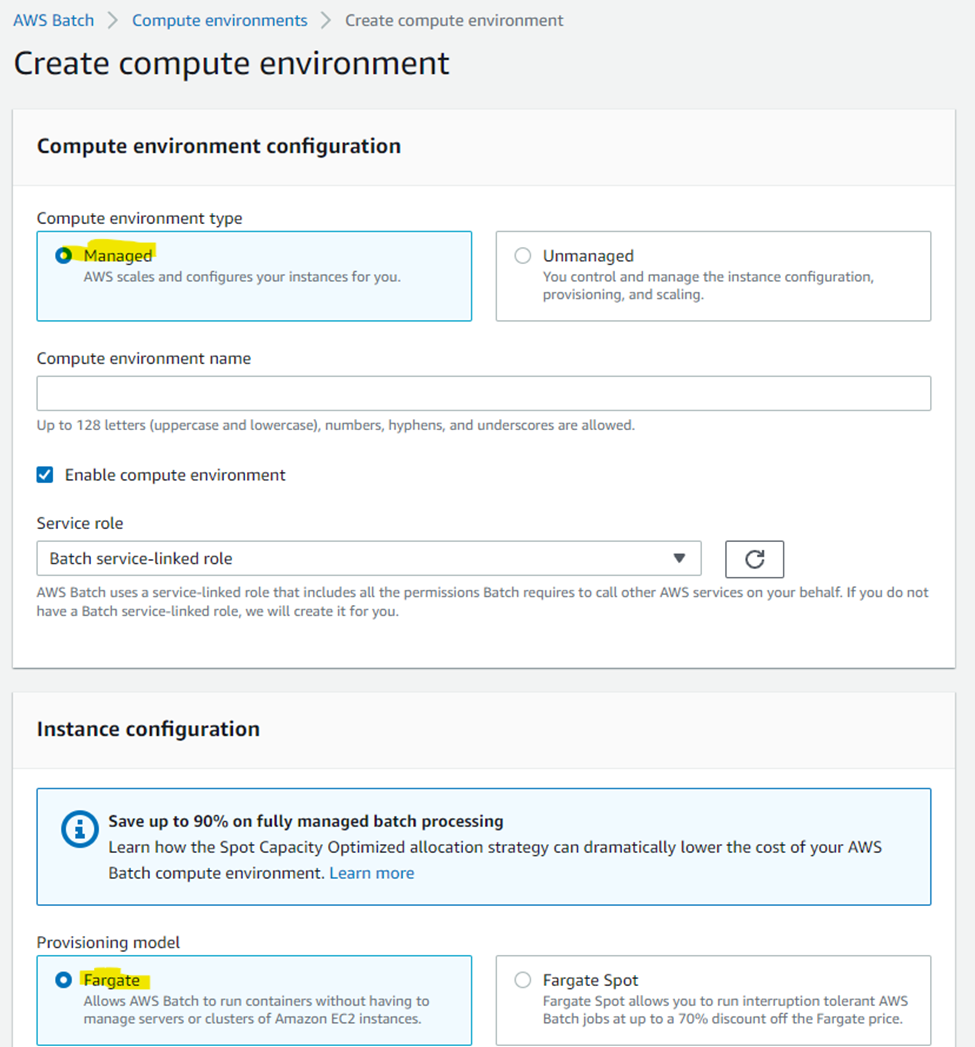 AWS Batch > Compute environments > Create compute environment
Create compute environment
Compute environment configuration
Compute environment type
Managed
AWS scales and configures your instances for you.
Unmanaged
You control and manage the instance configuration,
provisioning, and scaling.
Compute environment name
Up to 128 letters (uppercase and lowercase), numbers, hyphens, and underscores are allowed.
Enable compute environment
Service role
Batch service-linked role
AWS Batch uses a service-linked role that includes all the permissions Batch requires to call other AWS services on your behalf. If you do not
have a Batch service-linked role, we will create it for you.
Instance configuration
Save up to 90% on fully managed batch processing
Learn how the Spot Capacity Optimized allocation strategy can dramatically lower the cost of your AWS
Batch compute environment. Learn more
Provisioning model
Fargate
Allows AWS Batch to run containers without having to
manage servers or clusters of Amazon EC2 instances.
Fargate Spot
Fargate Spot allows you to run interruption tolerant AWS
Batch jobs at up to a 70% discount off the Fargate price.